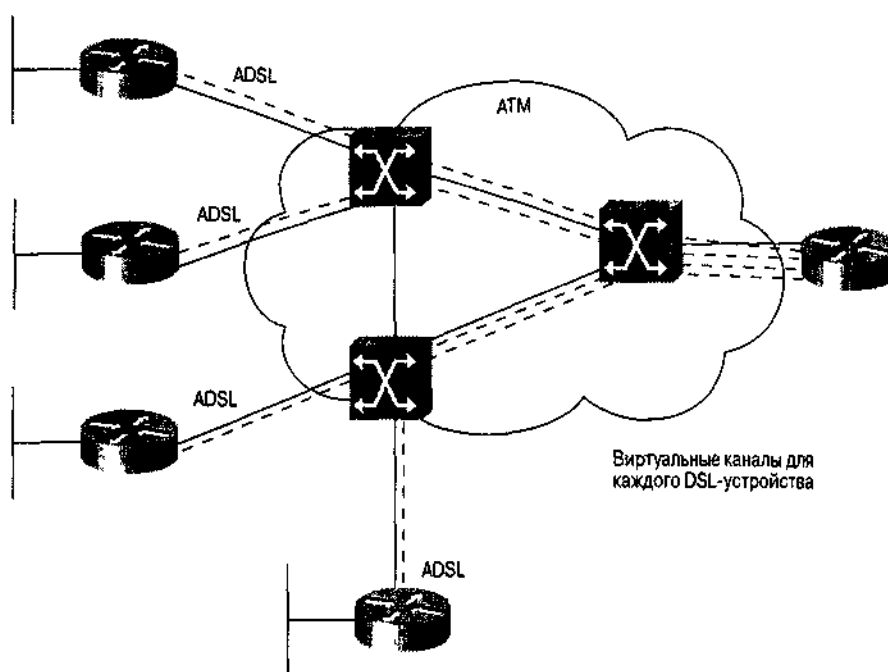 ADSL
ATM
ADSL
ADSL
Виртуальные каналы для
каждого DSL-устройства
ADSL